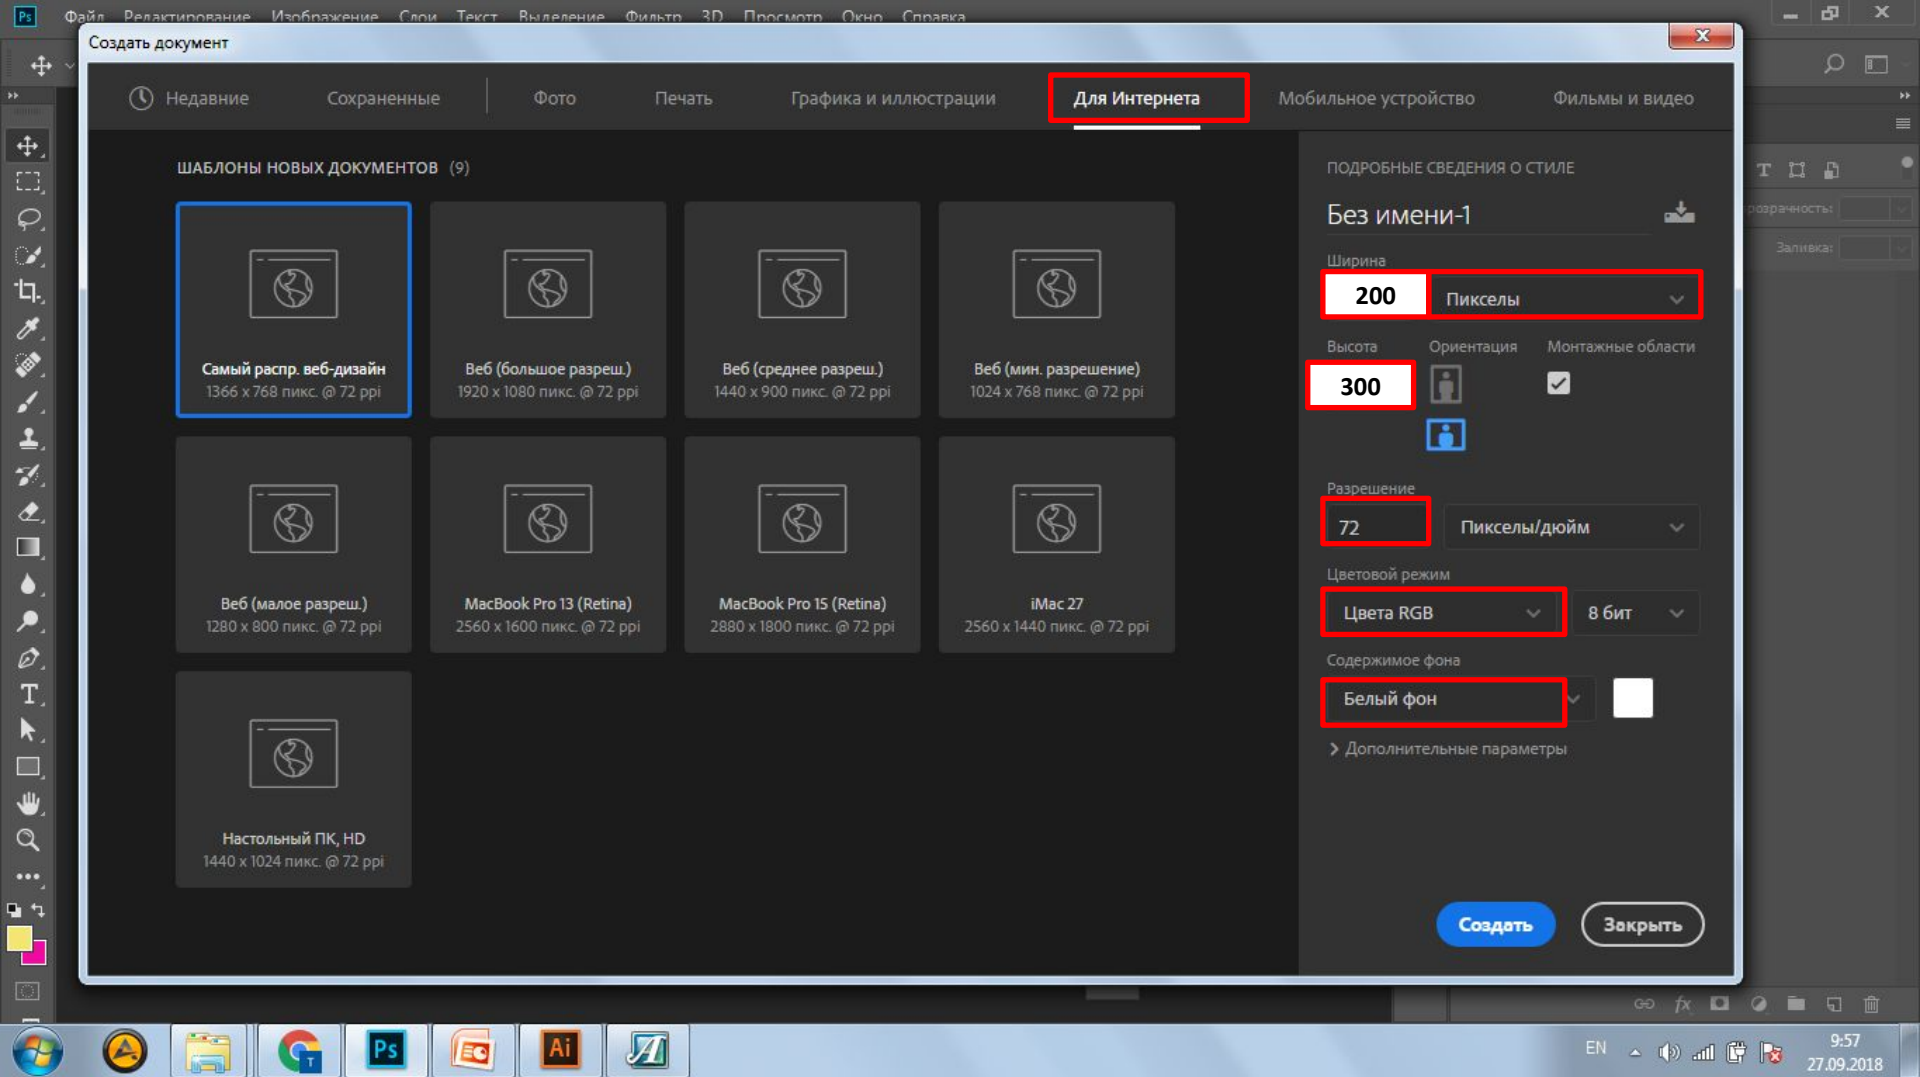 Ps Файл Редактирование Изображение Слои Текст Выделение Фильтр 3D Просмотр Окно Справка
Создать документ
Недавние Сохраненные Фото Печать Графика и иллюстрации Для Интернета Мобильное устройство Фильмы и видео
ШАБЛОНЫ НОВЫХ ДОКУМЕНТОВ (9)
Самый распр. веб-дизайн
1366 x 768 пикс. @ 72 ppi
Веб (большое разреш.)
1920 x 1080 пикс. @ 72 ppi
Веб (среднее разреш.)
1440 x 900 пикс. @ 72 ppi
Веб (мин. разрешение)
1024 x 768 пикс. @ 72 ppi
Веб (малое разреш.)
1280 x 800 пикс. @ 72 ppi
MacBook Pro 13 (Retina)
2560 x 1600 пикс. @ 72 ppi
MacBook Pro 15 (Retina)
2880 x 1800 пикс. @ 72 ppi
iMac 27
2560 x 1440 пикс. @ 72 ppi
Настольный ПК, HD
1440 x 1024 пикс. @ 72 ppi
ПОДРОБНЫЕ СВЕДЕНИЯ О СТИЛЕ
Без имени-1
Ширина
200 Пикселы
Высота Ориентация Монтажные области
300
Разрешение
72 Пикселы/дюйм
Цветовой режим
Цвета RGB 8 бит
Содержимое фона
Белый фон
Дополнительные параметры
Создать Закрыть
Заливка:
fx
Ps Ai
EN
9:57
27.09.2018